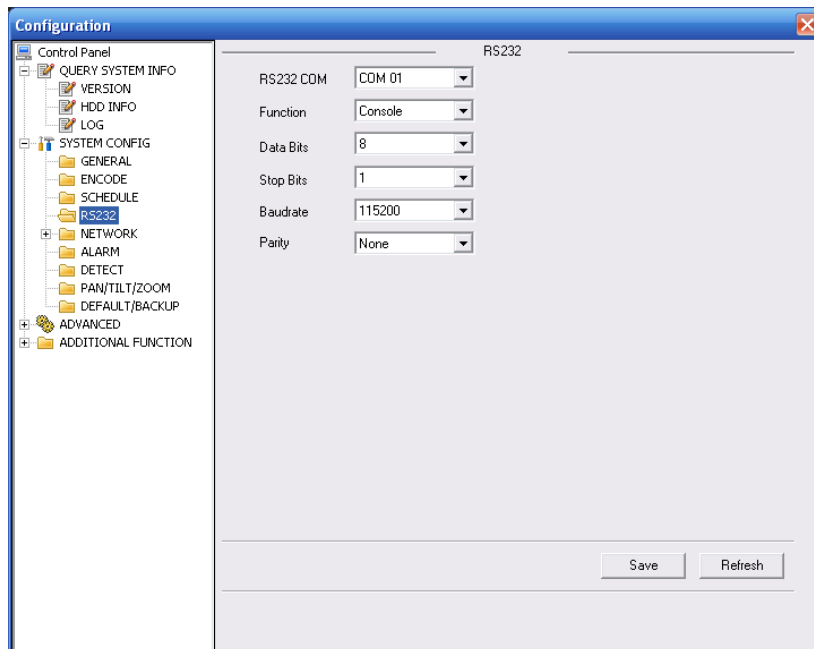 Configuration
Control Panel
QUERY SYSTEM INFO
VERSION
HDD INFO
LOG
SYSTEM CONFIG
GENERAL
ENCODE
SCHEDULE
RS232
NETWORK
ALARM
DETECT
PAN/TILT/ZOOM
DEFAULT/BACKUP
ADVANCED
ADDITIONAL FUNCTION
RS232
RS232 COM COM 01
Function Console
Data Bits 8
Stop Bits 1
Baudrate 115200
Parity None
Save Refresh